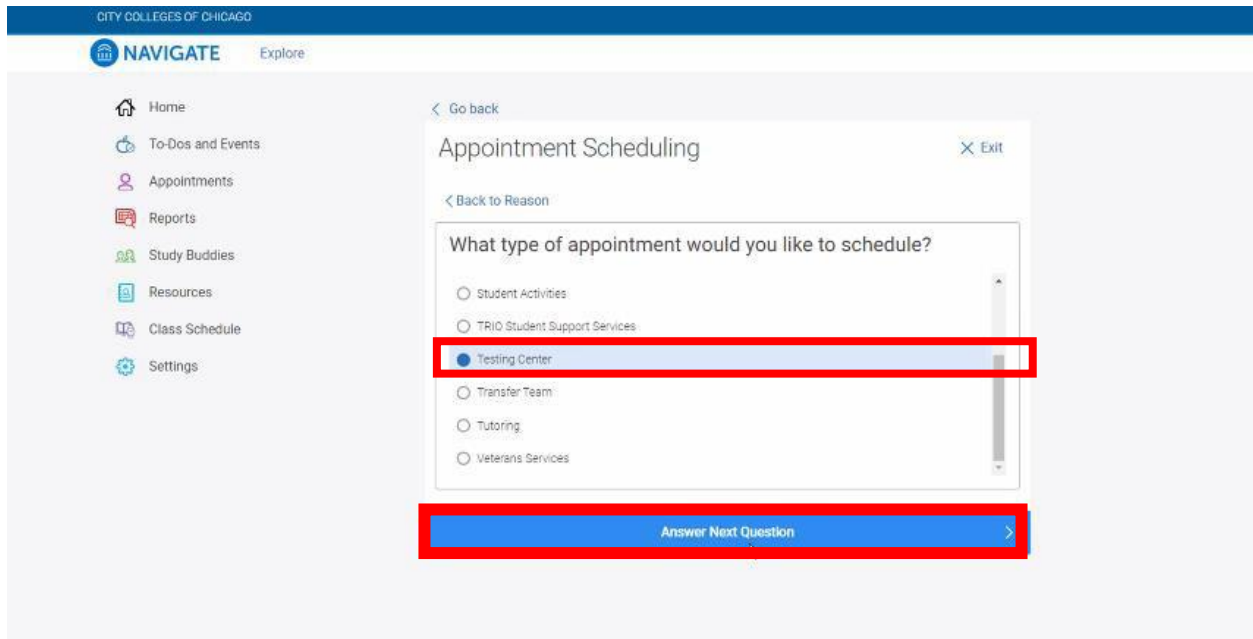 CITY COLLEGES OF CHICAGO
NAVIGATE Explore
Home
To-Dos and Events
Appointments
Reports
Study Buddies
Resources
Class Schedule
Settings
Go back
Appointment Scheduling
Exit
Back to Reason
What type of appointment would you like to schedule?
Student Activities
TRIO Student Support Services
Testing Center
Transfer Team
Tutoring
Veterans Services
Answer Next Question